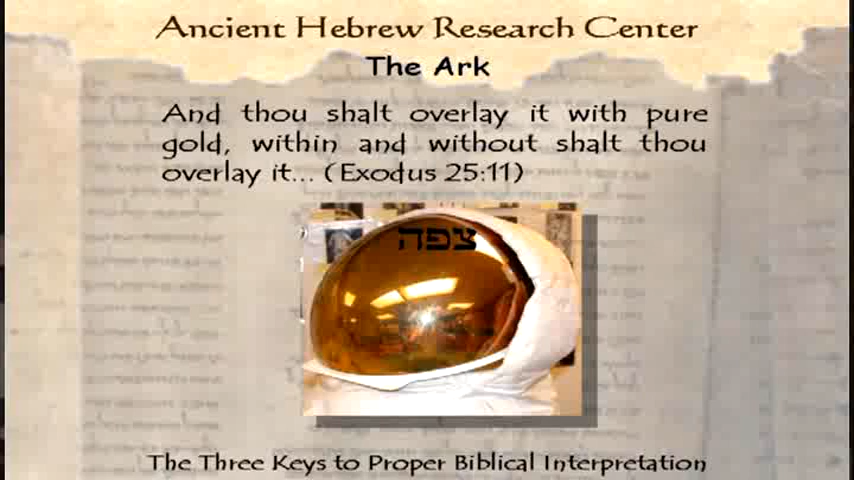 Ancient Hebrew Research Center
The Ark
And thou shalt overlay it with pure
gold, within and without shalt thou
overlay it... (Exodus 25:11)
צפה
The Three Keys to Proper Biblical Interpretation